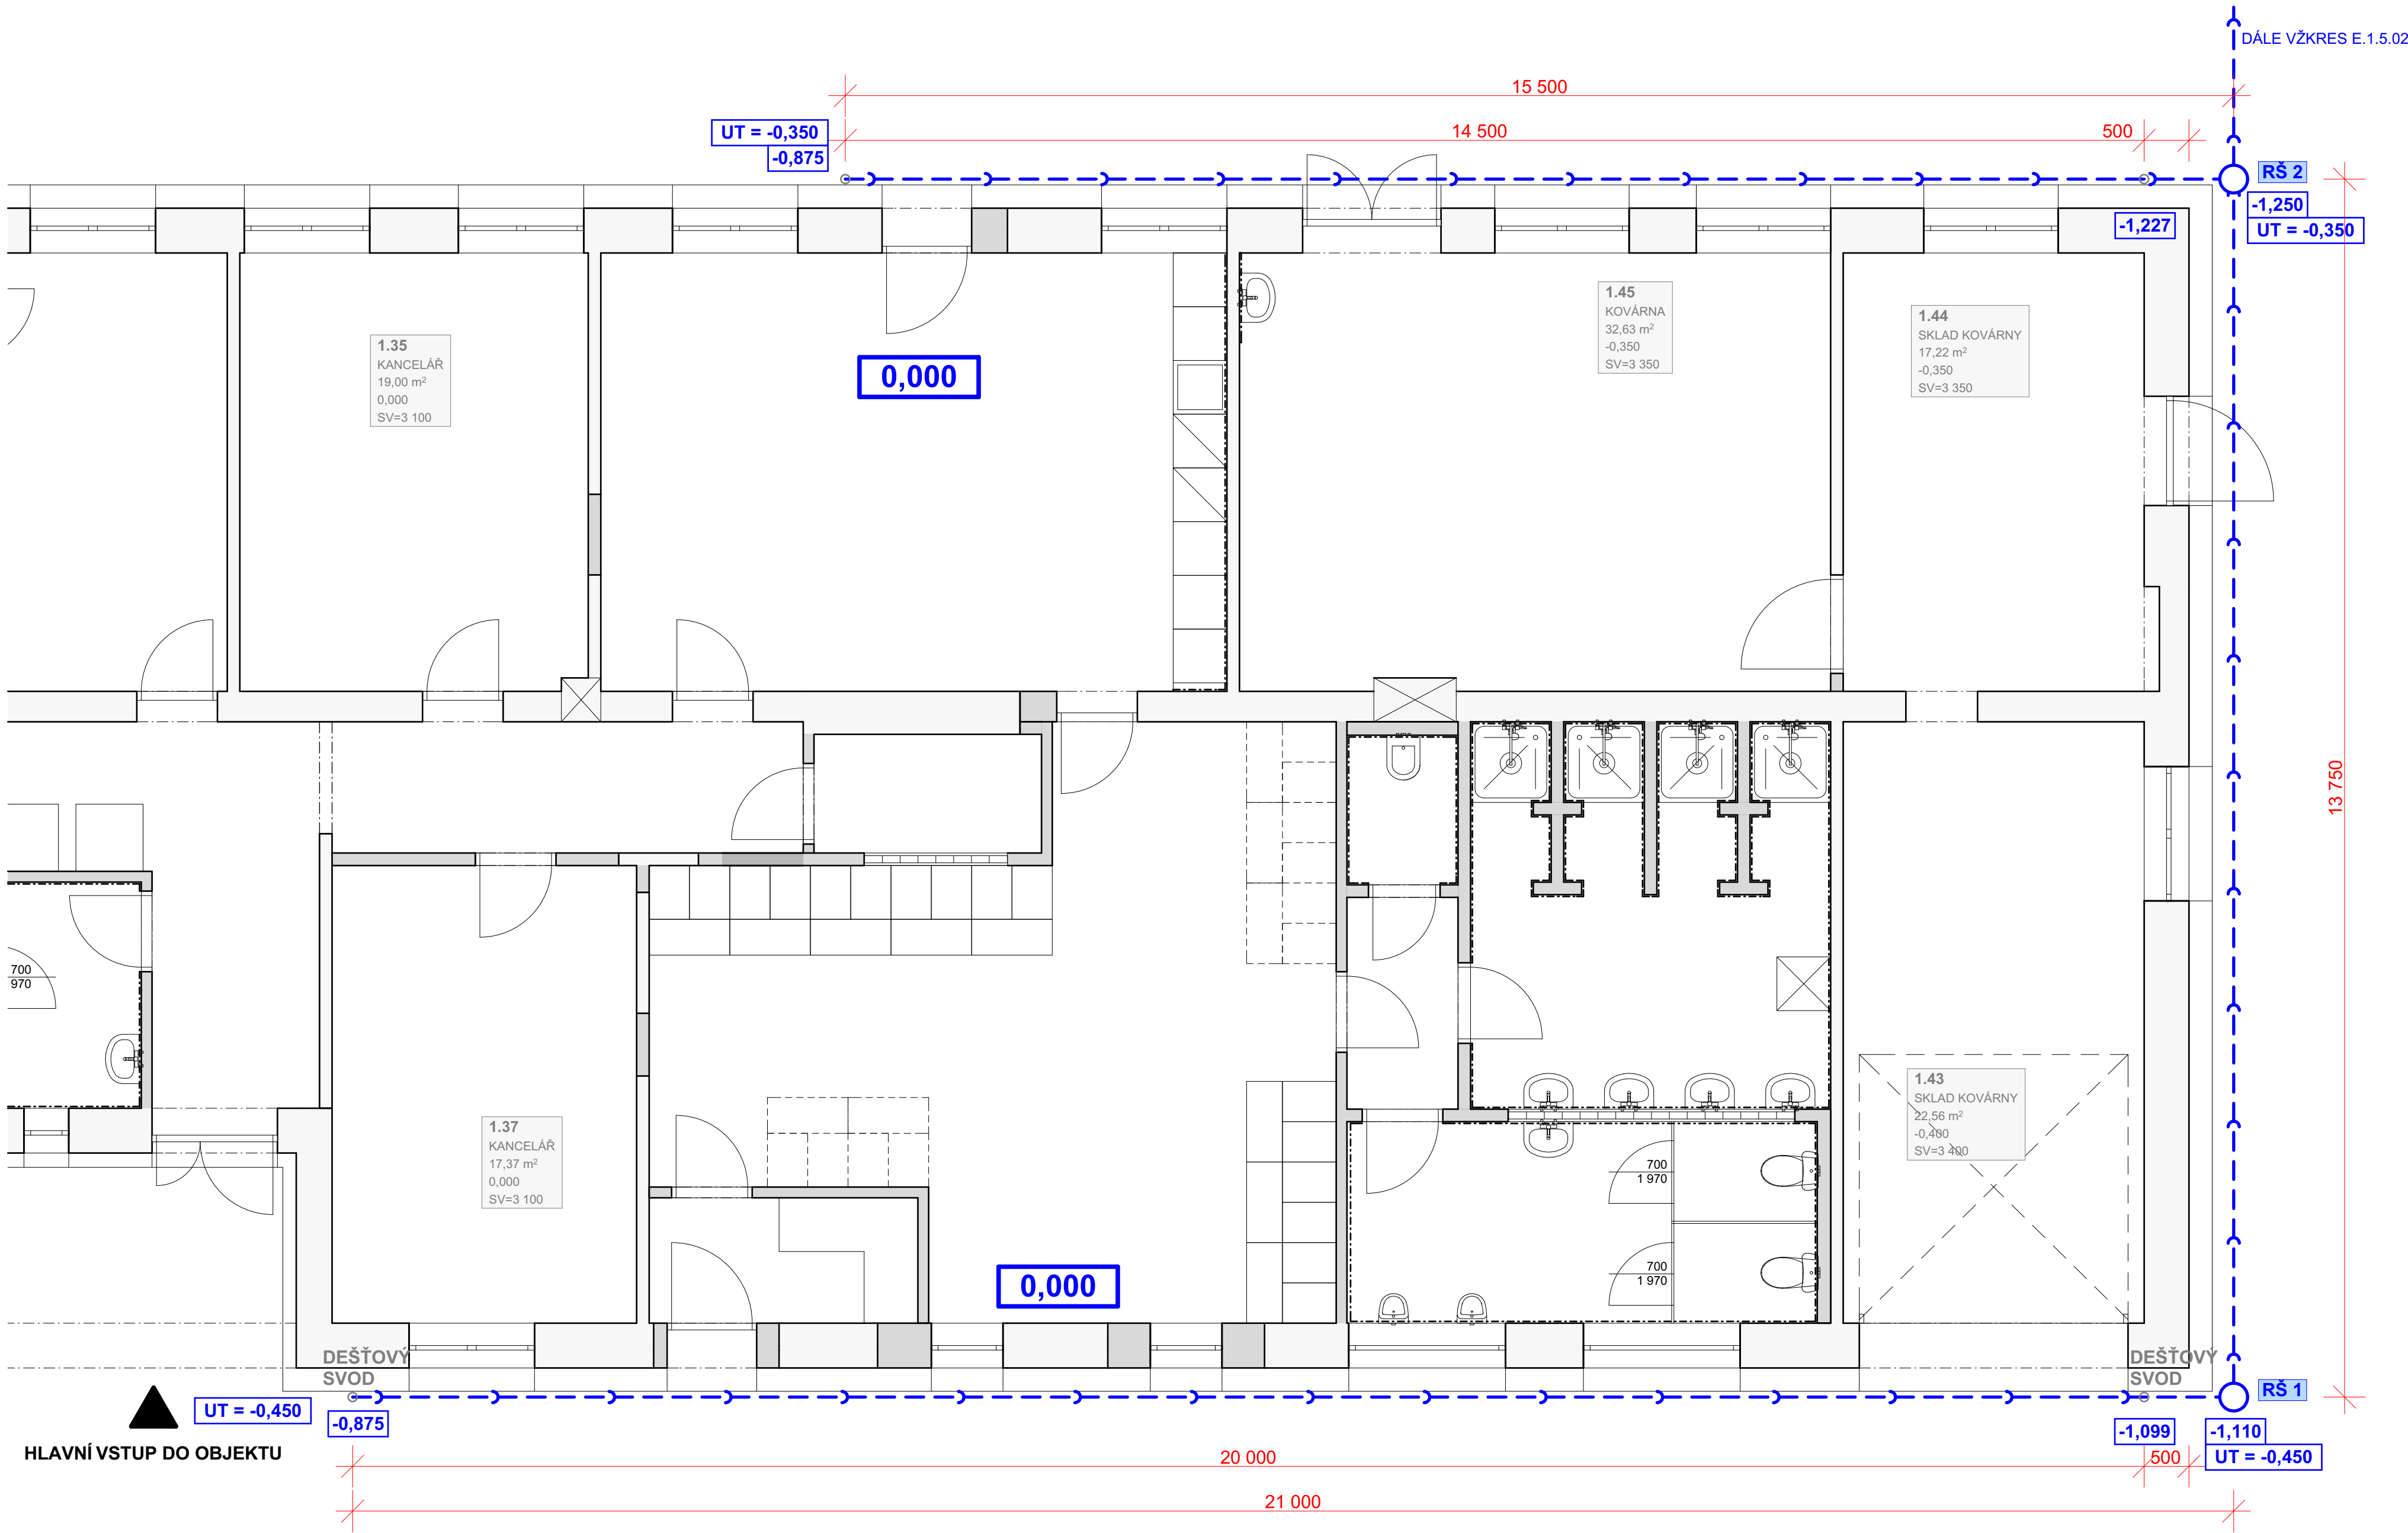 DÁLE VŽKRES E.1.5.02
15 500
UT = -0,350
14 500
500
-0,875
RŠ 2
-1,250
-1,227
UT = -0,350
1.45
KOVÁRNA
32,63 m²
-0,350
SV=3 350
1.44
SKLAD KOVÁRNY
17,22 m²
-0,350
SV=3 350
1.35
KANCELÁŘ
19,00 m²
0,000
SV=3 100
0,000
13 750
700
970
1.43
SKLAD KOVÁRNY
22,56 m²
-0,400
SV=3 400
1.37
KANCELÁŘ
17,37 m²
0,000
SV=3 100
700
1 970
700
1 970
0,000
DEŠŤOVÝ
SVOD
DEŠŤOVÝ
SVOD
RŠ 1
UT = -0,450
-0,875
-1,099
-1,110
HLAVNÍ VSTUP DO OBJEKTU
20 000
500
UT = -0,450
21 000